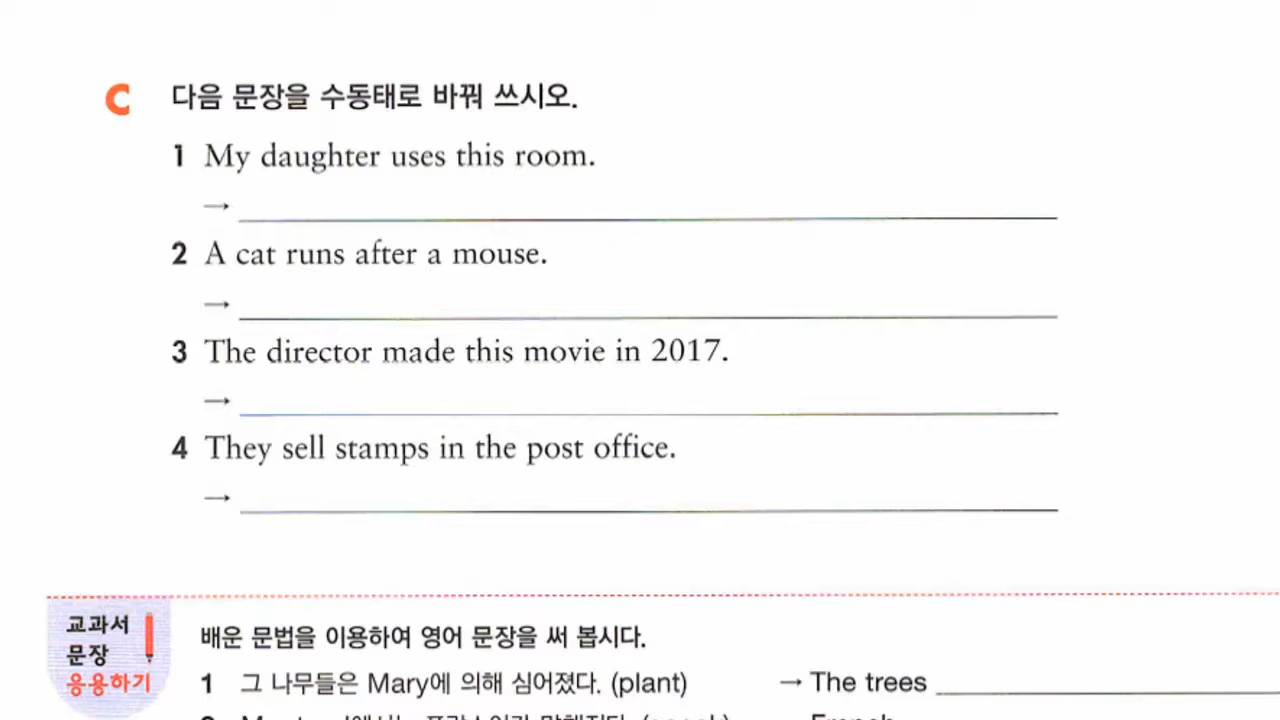 C 다음 문장을 수동태로 바꿔 쓰시오.
1 My daughter uses this room.
→
2 A cat runs after a mouse.
→
3 The director made this movie in 2017.
→
4 They sell stamps in the post office.
→
교과서
문장
응용하기
배운 문법을 이용하여 영어 문장을 써 봅시다.
1 그 나무들은 Mary에 의해 심어졌다. (plant) → The trees
French